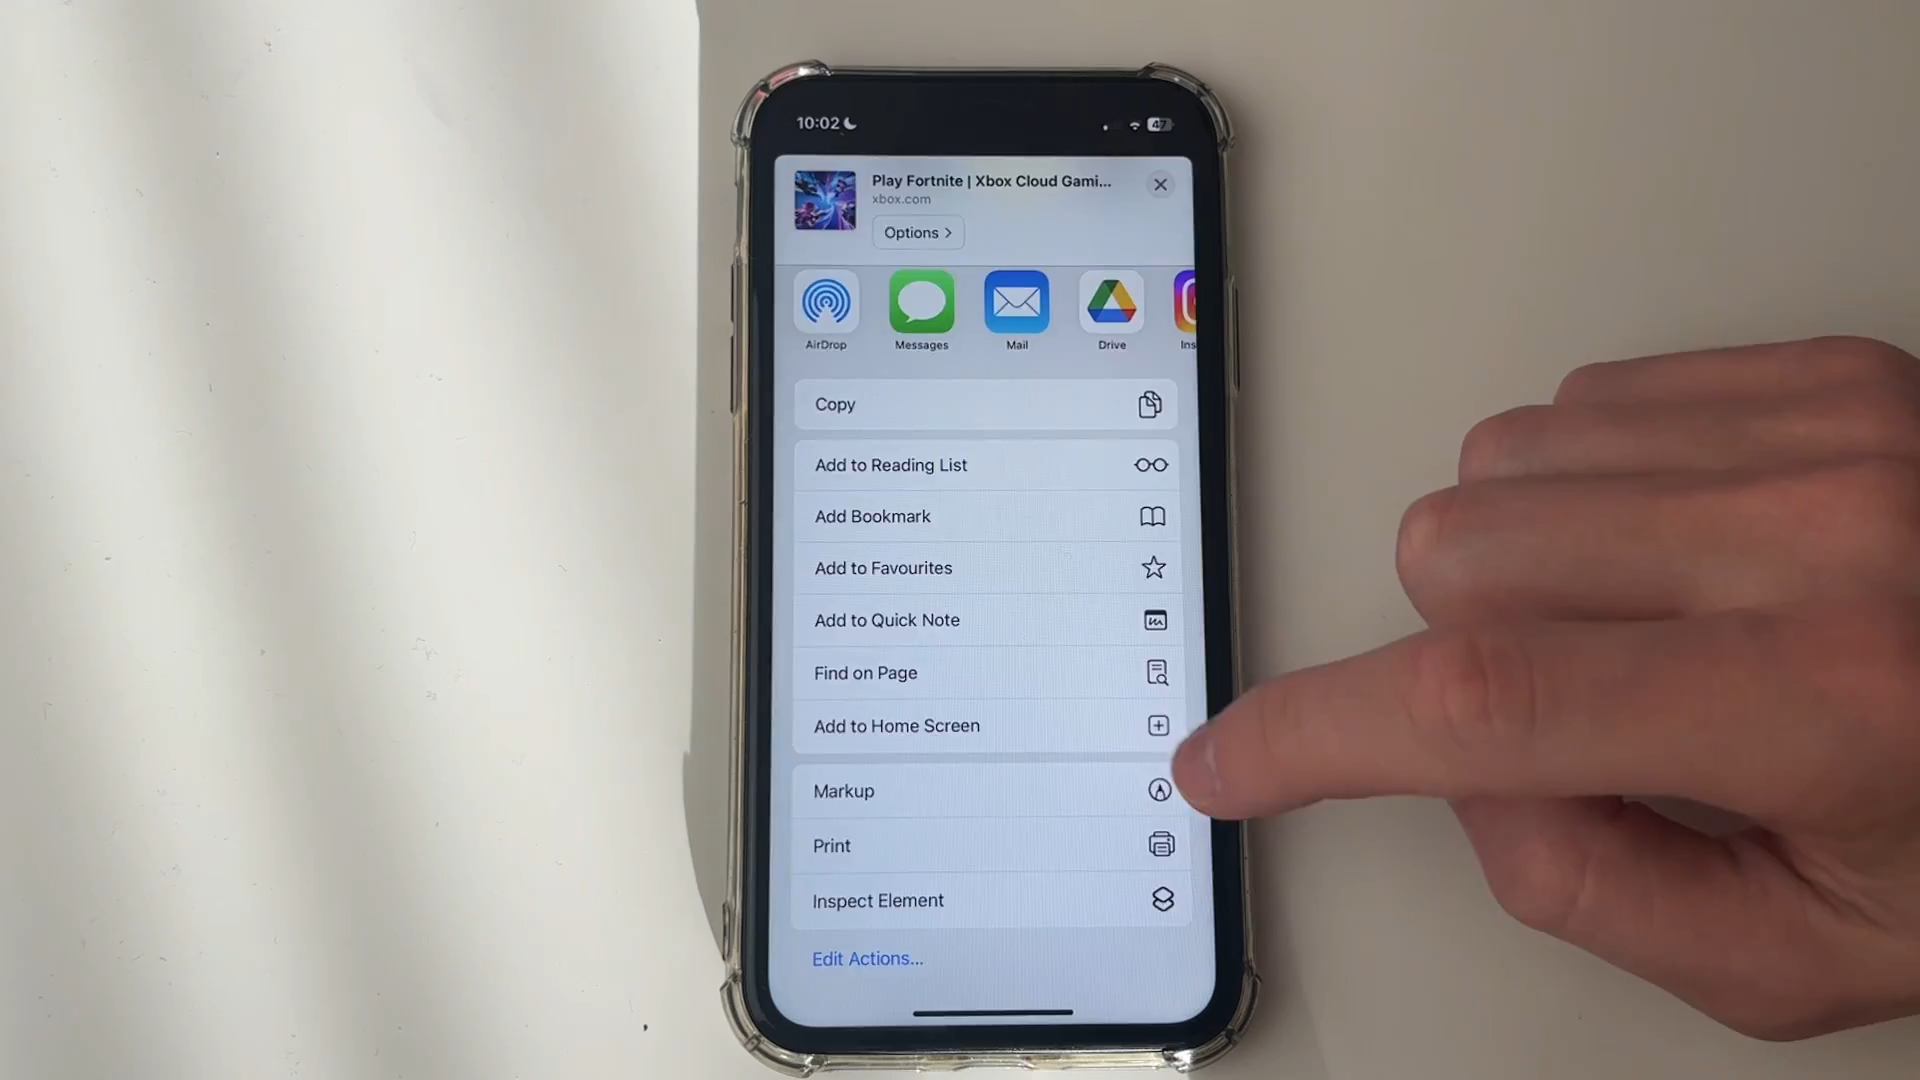 10:02
47
Play Fortnite | Xbox Cloud Gami...
xbox.com
Options >
AirDrop
Messages
Mail
Drive
Ins
Copy
Add to Reading List
Add Bookmark
Add to Favourites
Add to Quick Note
Find on Page
Add to Home Screen
Markup
Print
Inspect Element
Edit Actions...